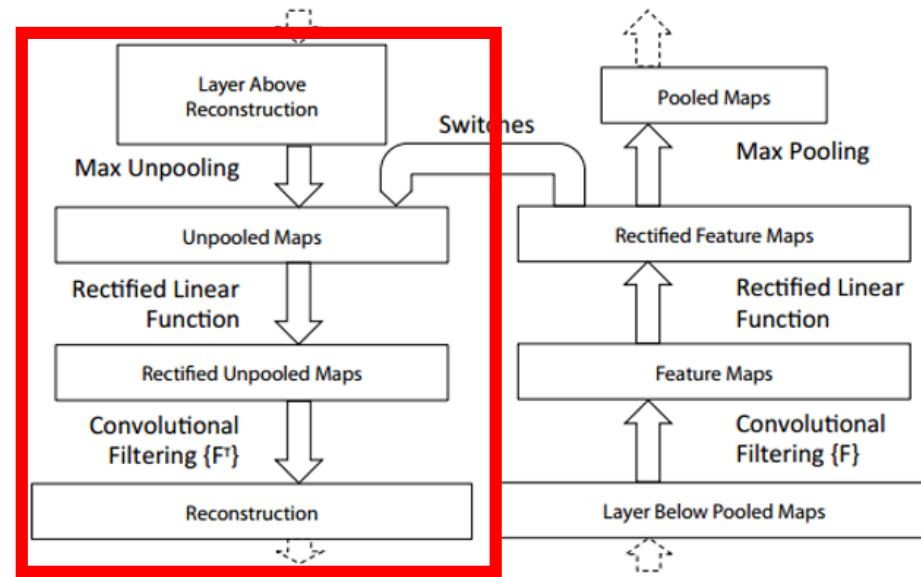 Layer Above
Reconstruction
Max Unpooling
Unpooled Maps
Rectified Linear
Function
Rectified Unpooled Maps
Convolutional
Filtering {Fᵀ}
Reconstruction
Switches
Pooled Maps
Max Pooling
Rectified Feature Maps
Rectified Linear
Function
Feature Maps
Convolutional
Filtering {F}
Layer Below Pooled Maps